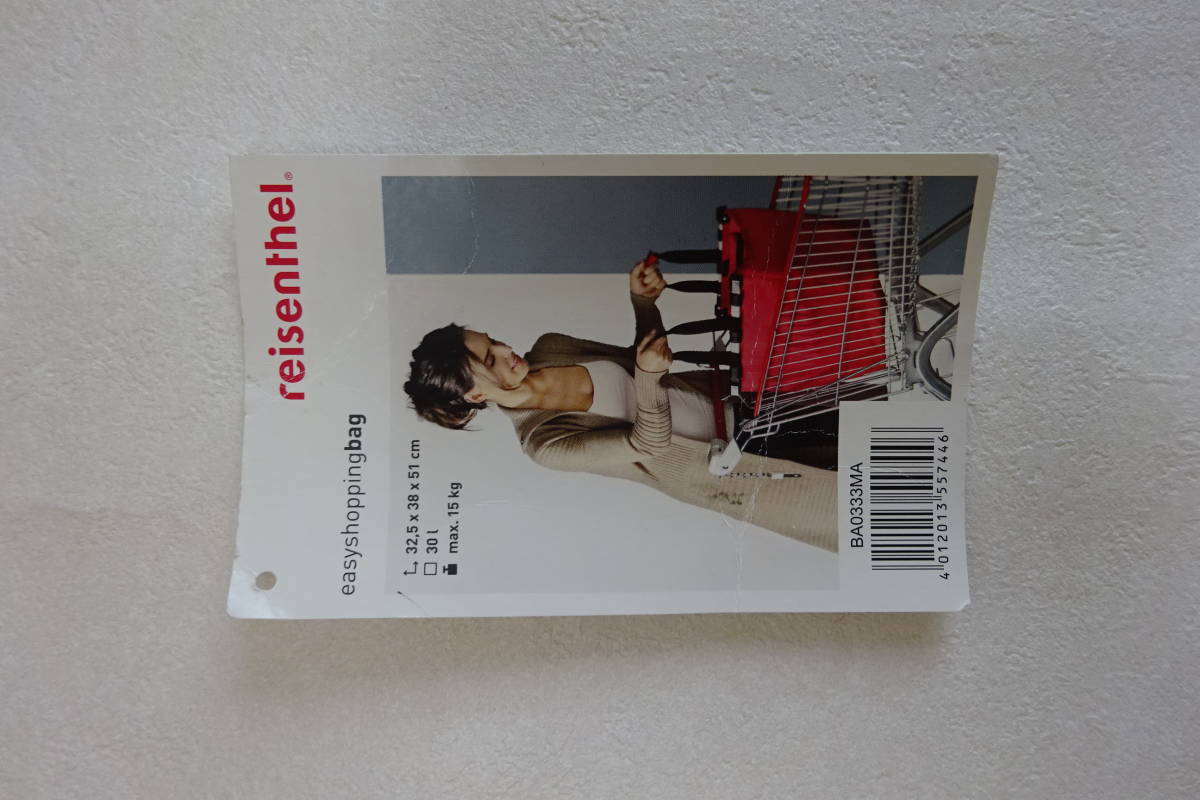 reisenthel®
easyshoppingbag
32,5 x 38 x 51 cm
30 l
max. 15 kg
BA0333MA
4 012013 557446